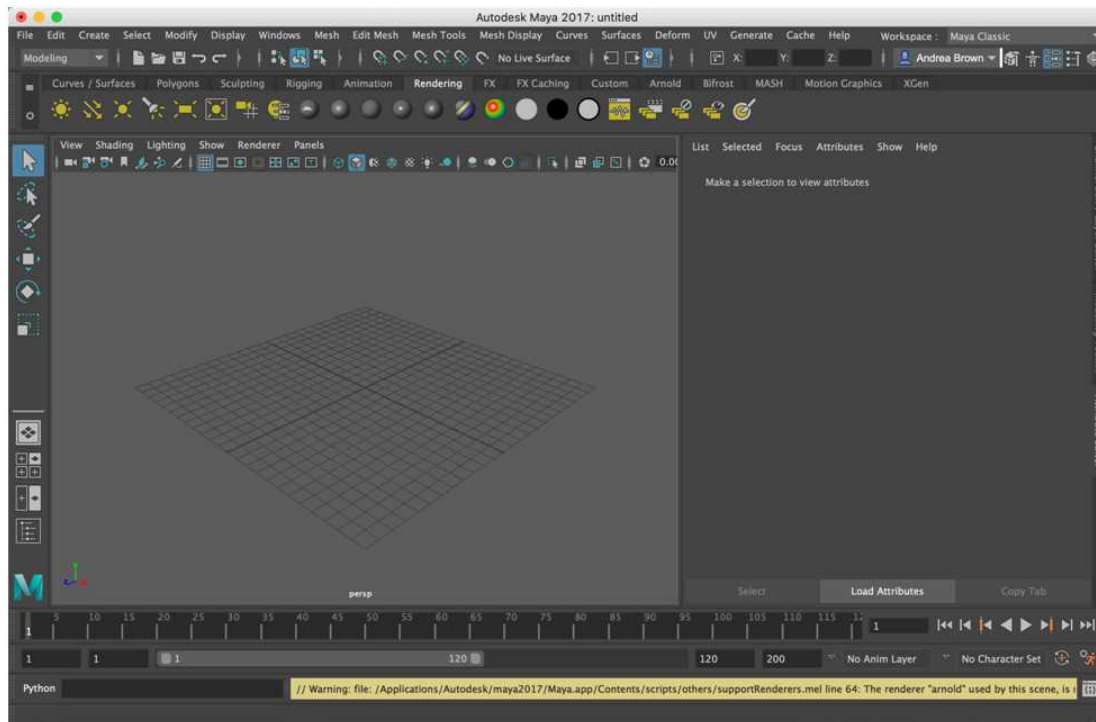 Autodesk Maya 2017: untitled
File Edit Create Select Modify Display Windows Mesh Edit Mesh Mesh Tools Mesh Display Curves Surfaces Deform UV Generate Cache Help Workspace : Maya Classic
Modeling No Live Surface X: Y: Z: Andrea Brown
Curves / Surfaces Polygons Sculpting Rigging Animation Rendering FX FX Caching Custom Arnold Bifrost MASH Motion Graphics XGen
View Shading Lighting Show Renderer Panels
0.00
List Selected Focus Attributes Show Help
Make a selection to view attributes
persp
Select Load Attributes Copy Tab
1 5 10 15 20 25 30 35 40 45 50 55 60 65 70 75 80 85 90 95 100 105 110 115 1
1 1 1 120 120 200 No Anim Layer No Character Set
Python // Warning: file: /Applications/Autodesk/maya2017/Maya.app/Contents/scripts/others/supportRenderers.mel line 64: The renderer "arnold" used by this scene, is